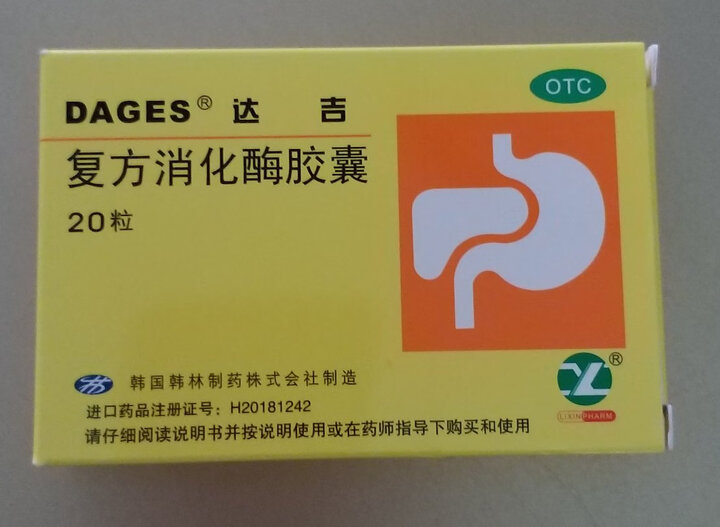 OTC
DAGES® 达吉
复方消化酶胶囊
20粒
韩国韩林制药株式会社制造
®
LIXIN PHARM
进口药品注册证号：H20181242
请仔细阅读说明书并按说明使用或在药师指导下购买和使用